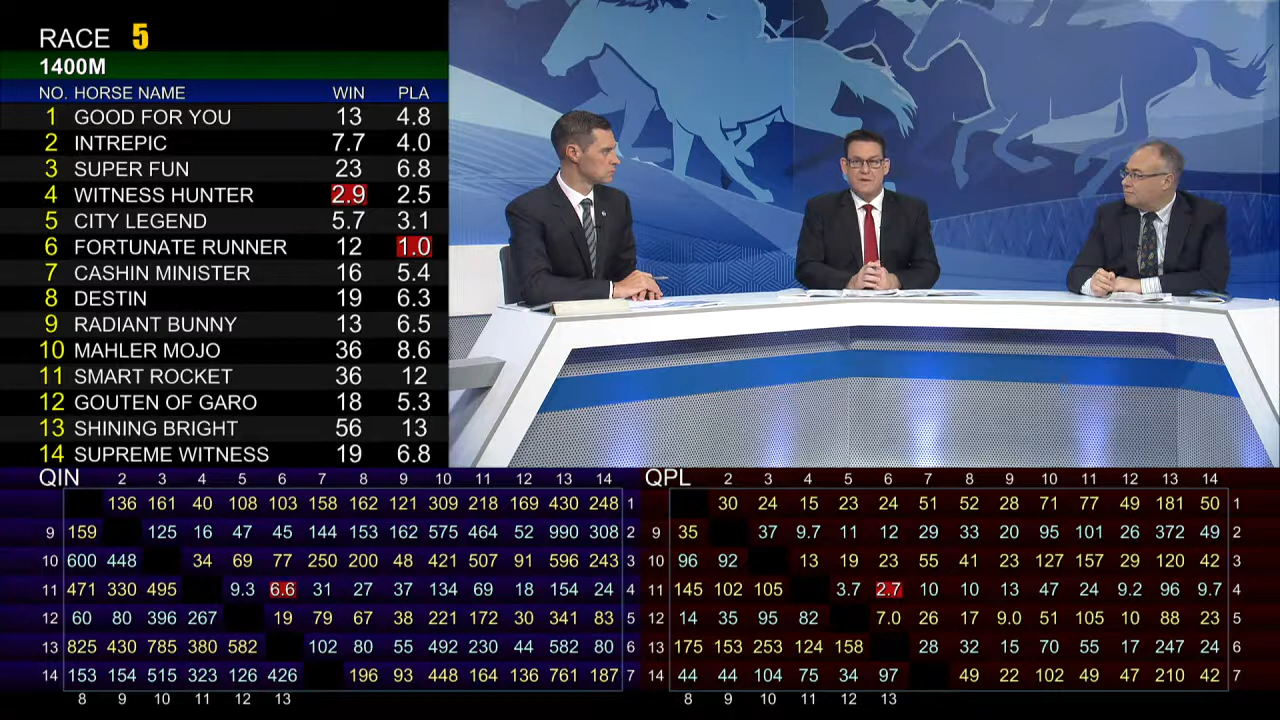 RACE 5
1400M
NO. HORSE NAME WIN PLA
1 GOOD FOR YOU 13 4.8
2 INTREPIC 7.7 4.0
3 SUPER FUN 23 6.8
4 WITNESS HUNTER 2.9 2.5
5 CITY LEGEND 5.7 3.1
6 FORTUNATE RUNNER 12 1.0
7 CASHIN MINISTER 16 5.4
8 DESTIN 19 6.3
9 RADIANT BUNNY 13 6.5
10 MAHLER MOJO 36 8.6
11 SMART ROCKET 36 12
12 GOUTEN OF GARO 18 5.3
13 SHINING BRIGHT 56 13
14 SUPREME WITNESS 19 6.8
QIN 2 3 4 5 6 7 8 9 10 11 12 13 14
136 161 40 108 103 158 162 121 309 218 169 430 248 1
9 159 125 16 47 45 144 153 162 575 464 52 990 308 2
10 600 448 34 69 77 250 200 48 421 507 91 596 243 3
11 471 330 495 9.3 6.6 31 27 37 134 69 18 154 24 4
12 60 80 396 267 19 79 67 38 221 172 30 341 83 5
13 825 430 785 380 582 102 80 55 492 230 44 582 80 6
14 153 154 515 323 126 426 196 93 448 164 136 761 187 7
8 9 10 11 12 13
QPL 2 3 4 5 6 7 8 9 10 11 12 13 14
30 24 15 23 24 51 52 28 71 77 49 181 50 1
9 35 37 9.7 11 12 29 33 20 95 101 26 372 49 2
10 96 92 13 19 23 55 41 23 127 157 29 120 42 3
11 145 102 105 3.7 2.7 10 10 13 47 24 9.2 96 9.7 4
12 14 35 95 82 7.0 26 17 9.0 51 105 10 88 23 5
13 175 153 253 124 158 28 32 15 70 55 17 247 24 6
14 44 44 104 75 34 97 49 22 102 49 47 210 42 7
8 9 10 11 12 13